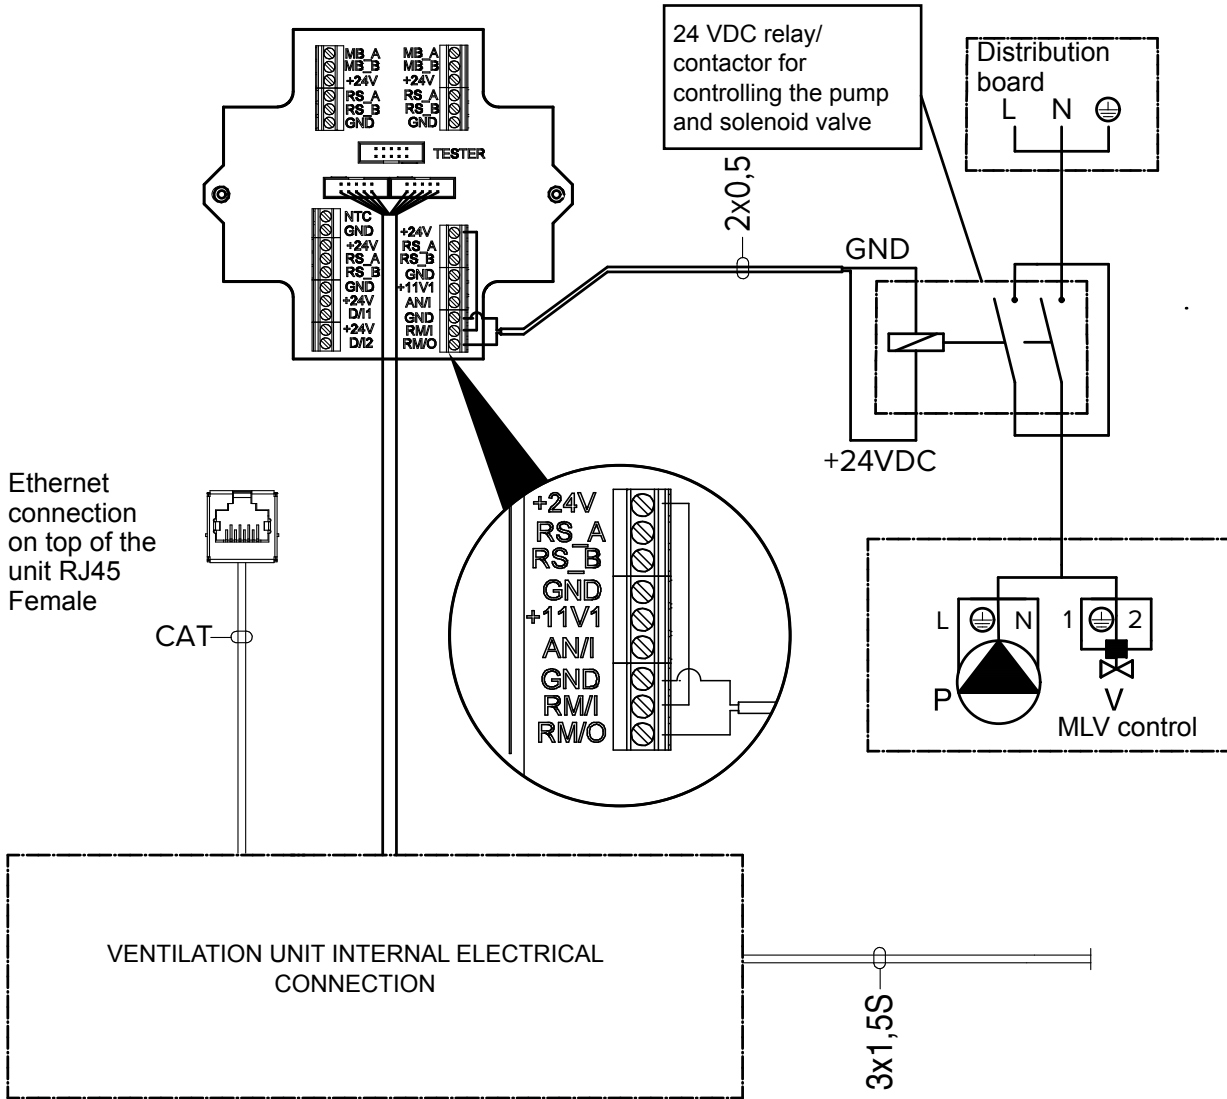 24 VDC relay/
contactor for
controlling the pump
and solenoid valve
Distribution
board
L N
MB_A MB_A
MB_B MB_B
+24V +24V
RS_A RS_A
RS_B RS_B
GND GND
TESTER
NTC
GND
+24V
RS_A
RS_B
GND
+24V
D/I1
+24V
D/I2
+24V
RS_A
RS_B
GND
+11V1
AN/I
GND
RM/I
RM/O
2x0,5
GND
+24VDC
Ethernet
connection
on top of the
unit RJ45
Female
CAT
+24V
RS_A
RS_B
GND
+11V1
AN/I
GND
RM/I
RM/O
L N 1 2
P V
MLV control
VENTILATION UNIT INTERNAL ELECTRICAL
CONNECTION
3x1,5S